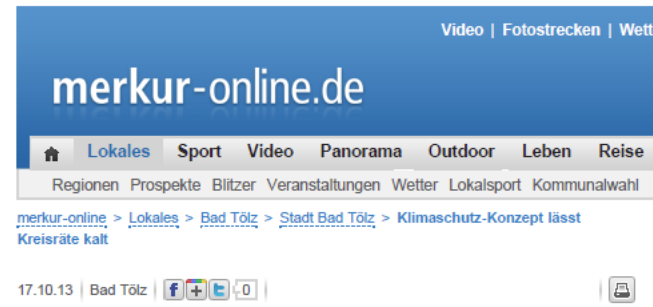 Video | Fotostrecken | Wett
merkur-online.de
Lokales Sport Video Panorama Outdoor Leben Reise
Regionen Prospekte Blitzer Veranstaltungen Wetter Lokalsport Kommunalwahl
merkur-online > Lokales > Bad Tölz > Stadt Bad Tölz > Klimaschutz-Konzept lässt
Kreisräte kalt
17.10.13 | Bad Tölz | f + t 0